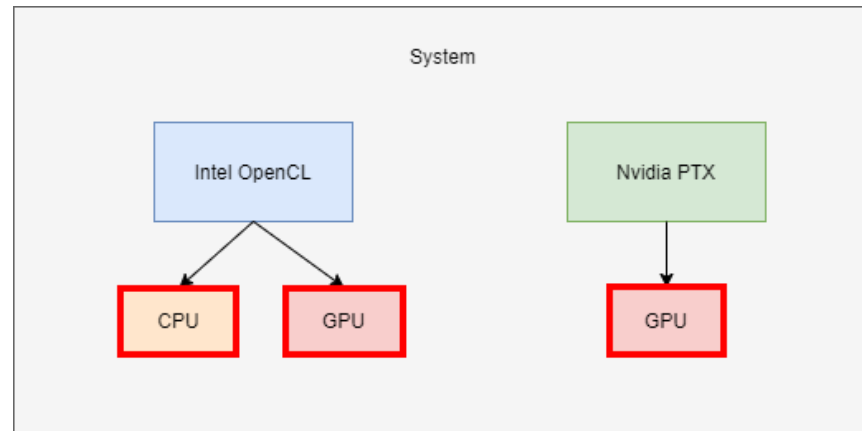 System
Intel OpenCL
Nvidia PTX
CPU
GPU
GPU